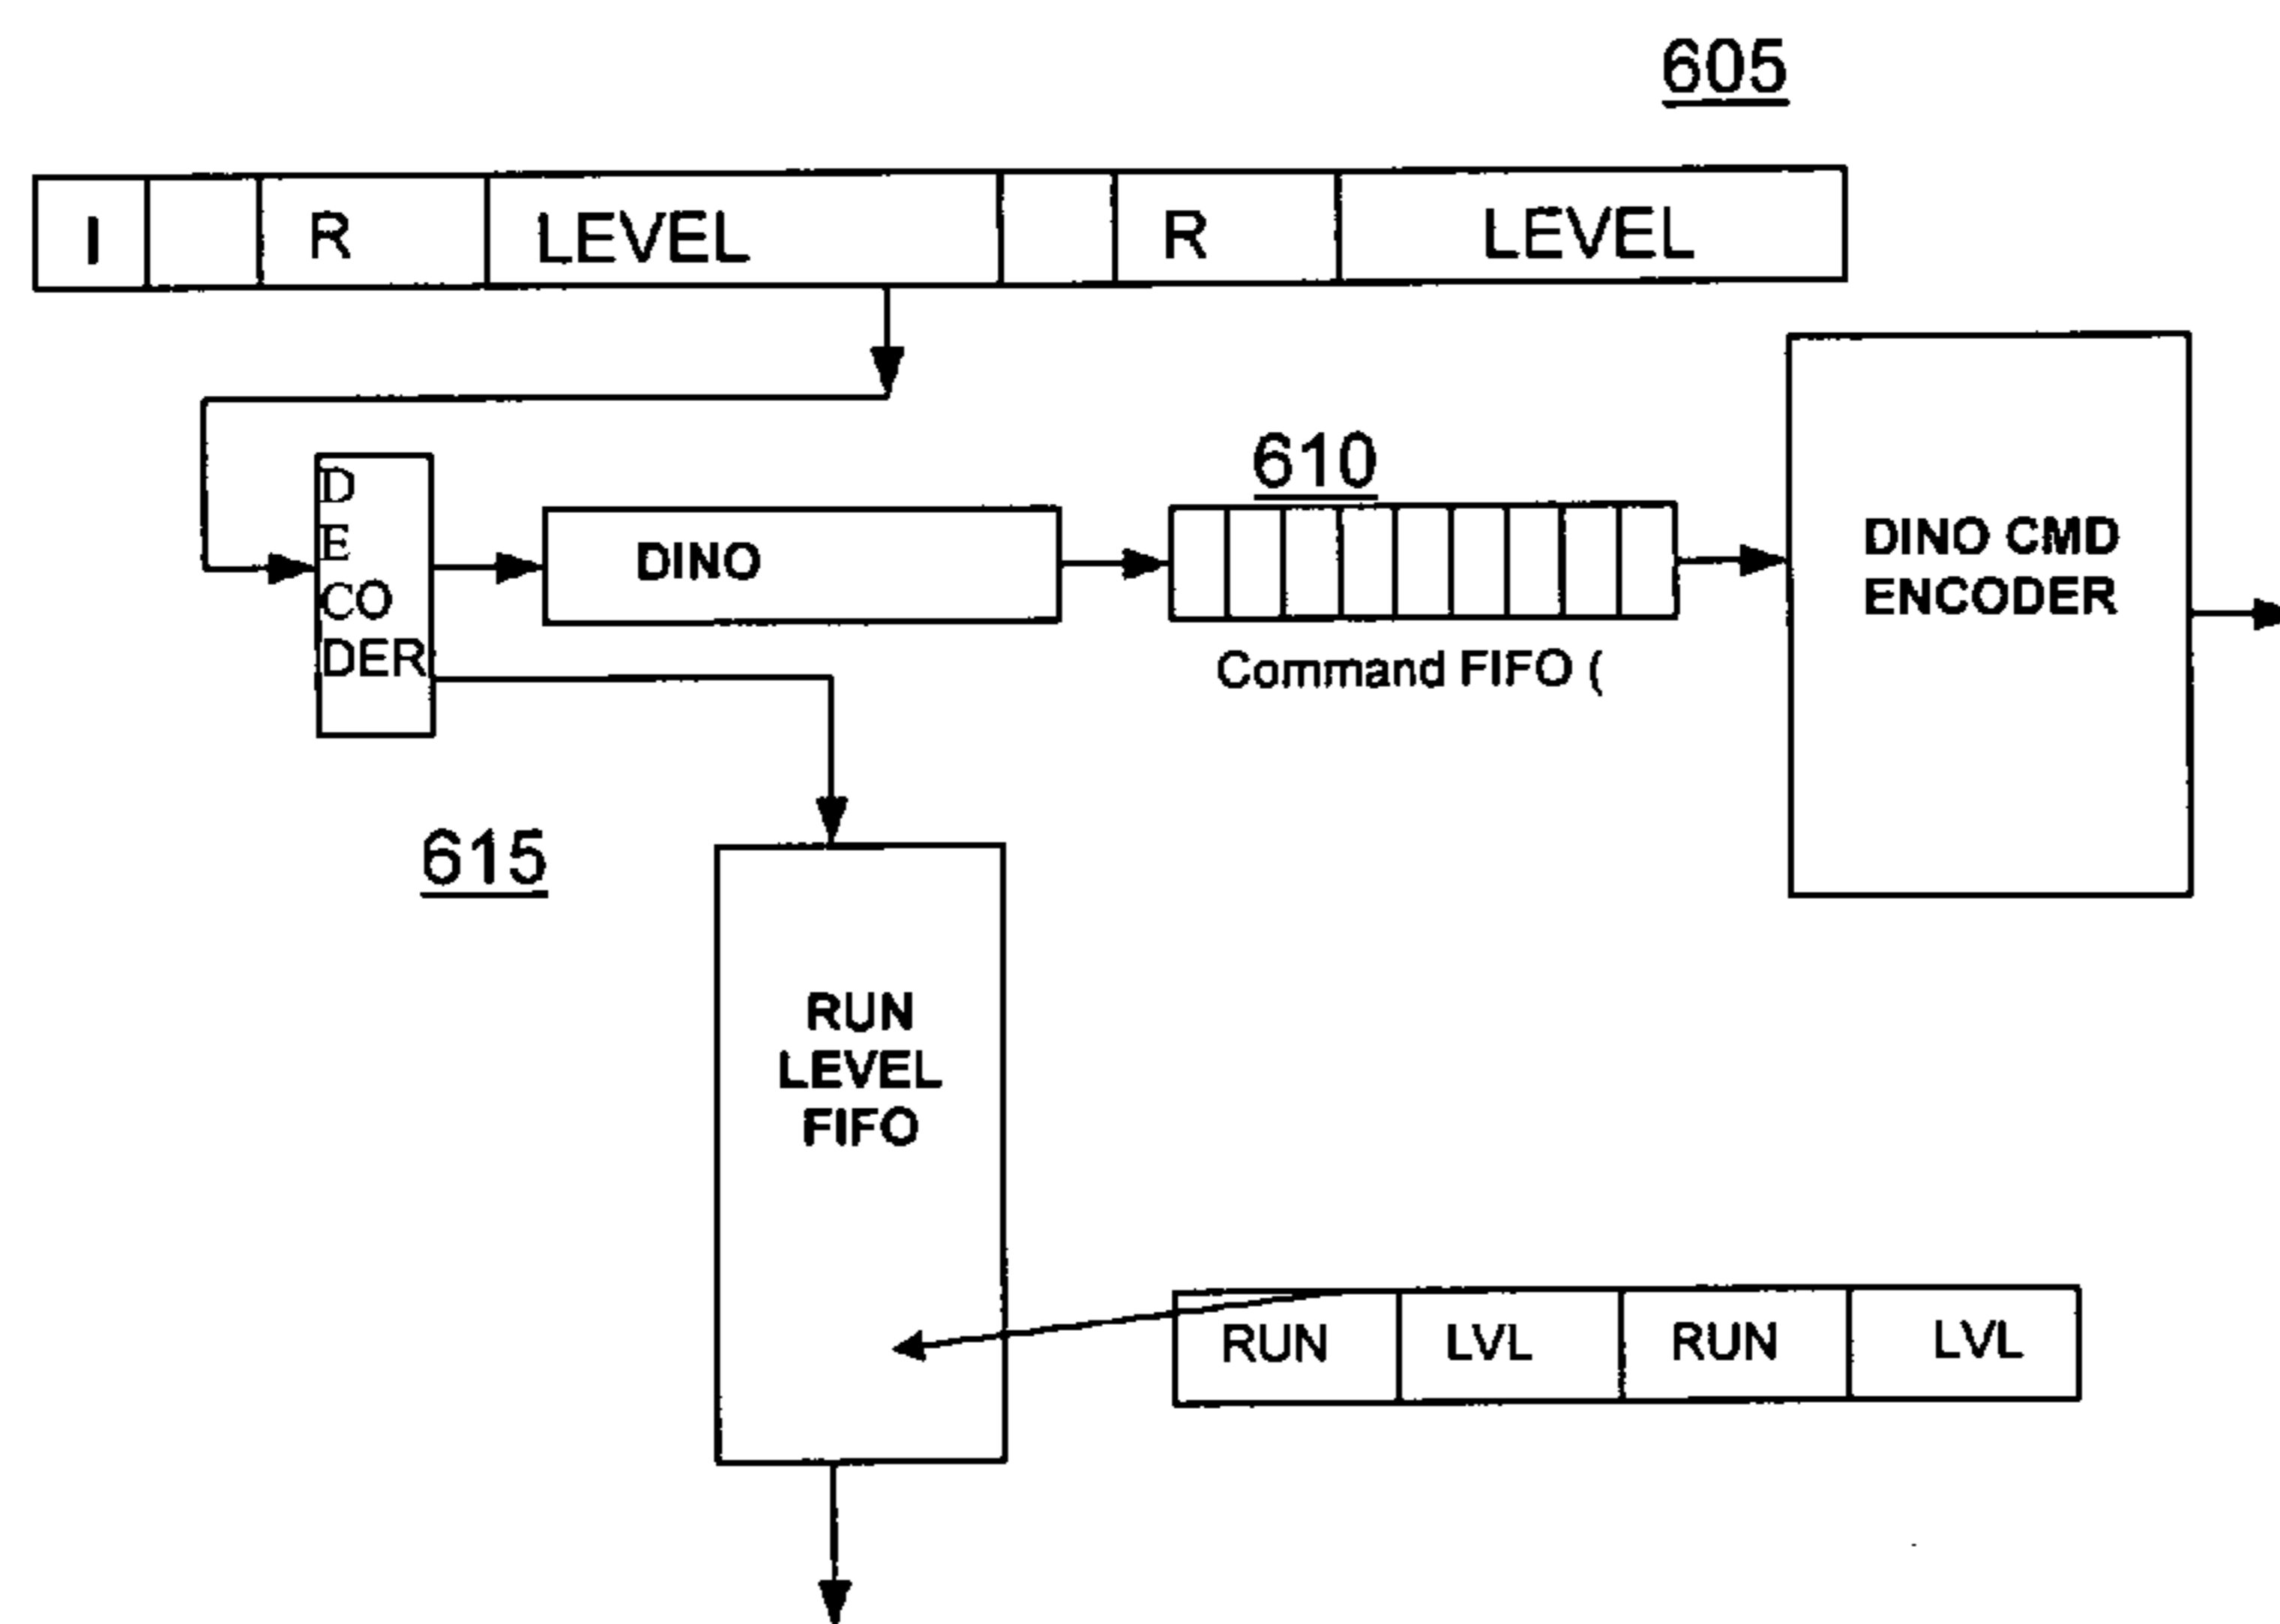 605
I R LEVEL R LEVEL
D
E
CO
DER
DINO
610
Command FIFO (
DINO CMD
ENCODER
615
RUN
LEVEL
FIFO
RUN LVL RUN LVL